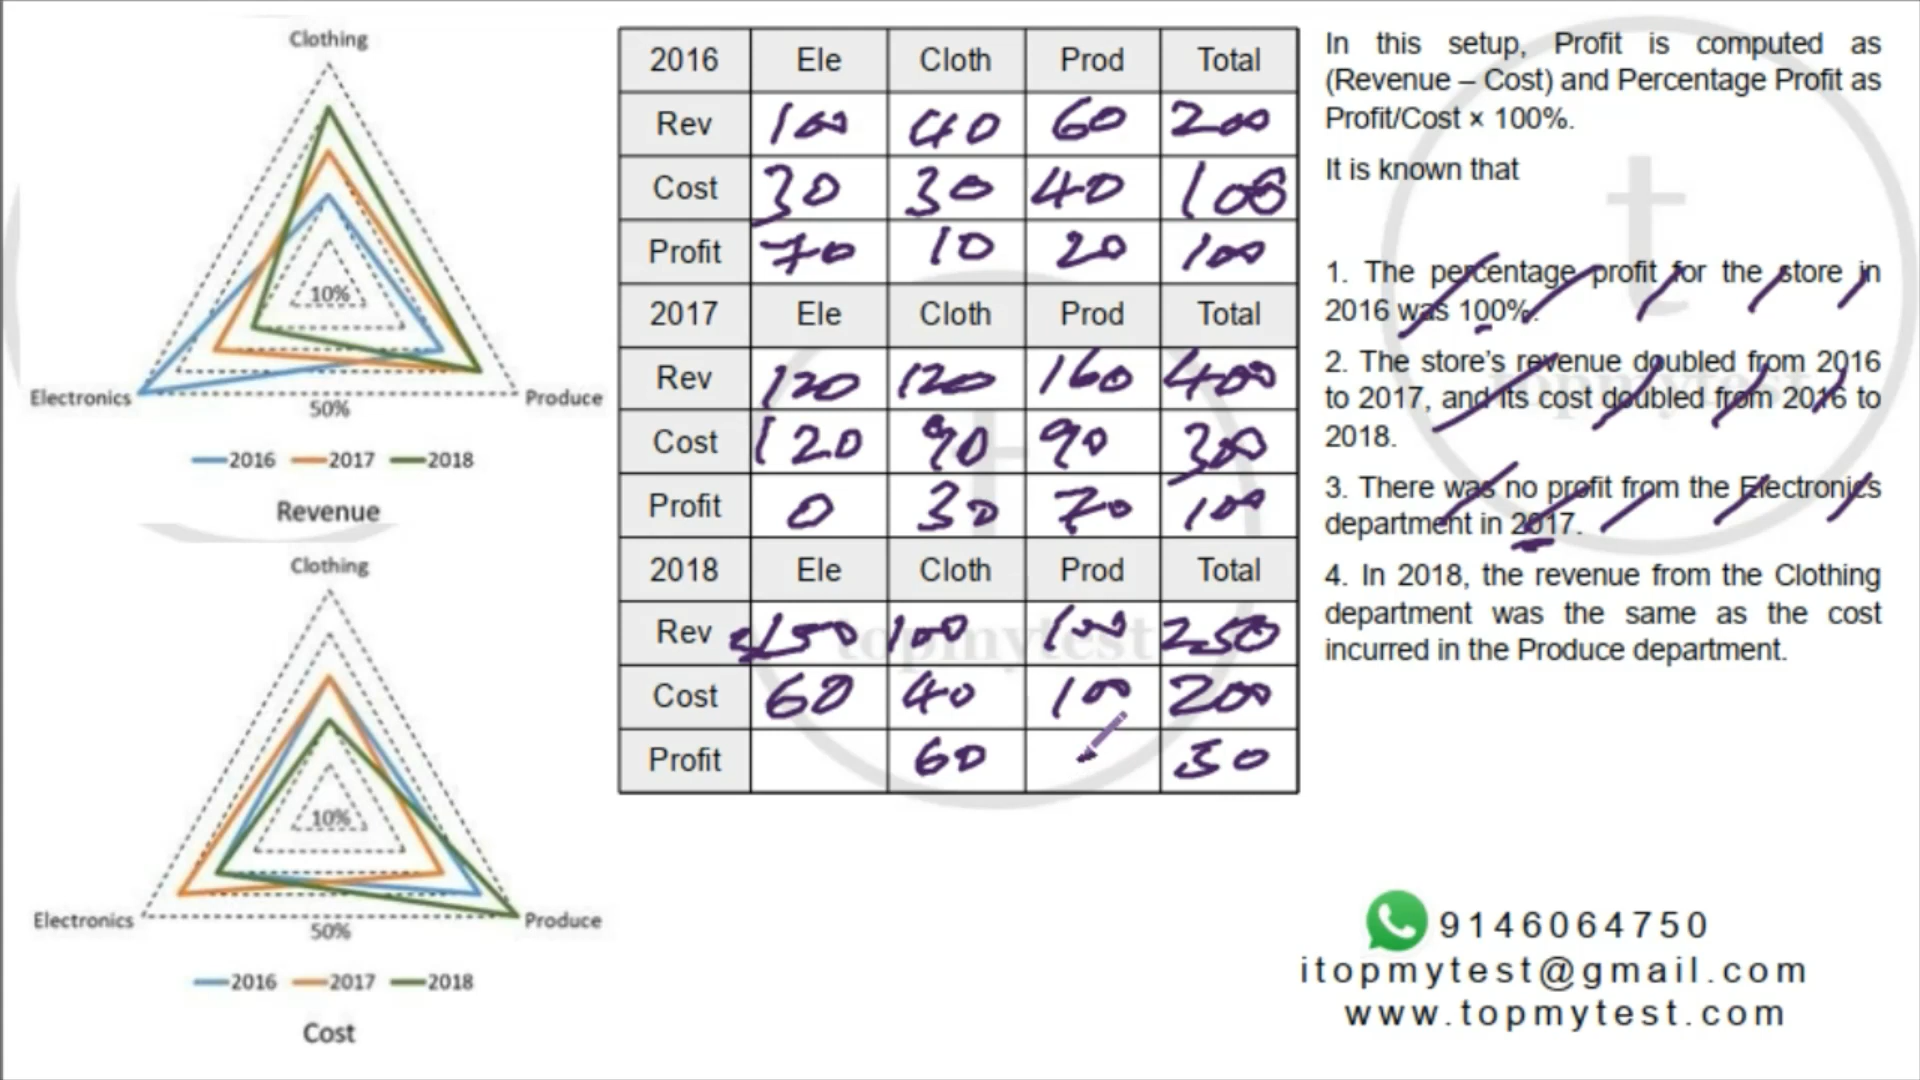 Clothing
10%
Electronics
50%
Produce
2016 2017 2018
Revenue
Clothing
10%
Electronics
50%
Produce
2016 2017 2018
Cost
2016 Ele Cloth Prod Total
Rev 100 40 60 200
Cost 30 30 40 100
Profit 70 10 20 100
2017 Ele Cloth Prod Total
Rev 120 120 160 400
Cost 120 90 90 300
Profit 0 30 70 100
2018 Ele Cloth Prod Total
Rev 50 100 100 250
Cost 60 40 100 200
Profit 60 50
topmytest
In this setup, Profit is computed as
(Revenue – Cost) and Percentage Profit as
Profit/Cost × 100%.
It is known that
1. The percentage profit for the store in
2016 was 100%.
2. The store's revenue doubled from 2016
to 2017, and its cost doubled from 2016 to
2018.
3. There was no profit from the Electronics
department in 2017.
4. In 2018, the revenue from the Clothing
department was the same as the cost
incurred in the Produce department.
topmytest
9146064750
itopmytest@gmail.com
www.topmytest.com